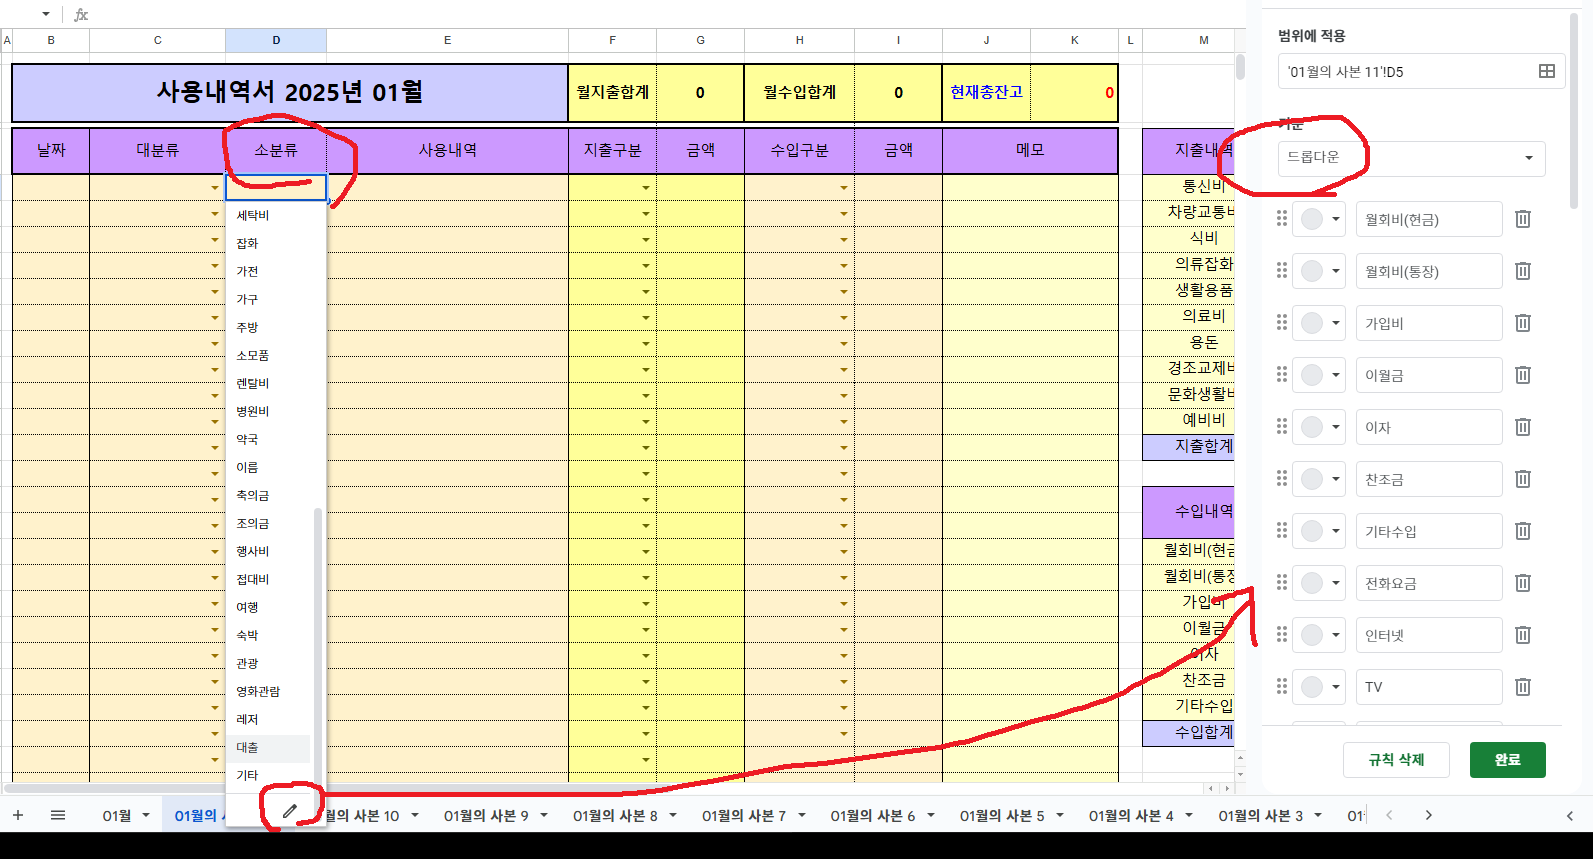 fx
A B C D E F G H I J K L M
사용내역서 2025년 01월 월지출합계 0 월수입합계 0 현재총잔고 0
날짜 대분류 소분류 사용내역 지출구분 금액 수입구분 금액 메모
세탁비
잡화
가전
가구
주방
소모품
렌탈비
병원비
약국
이름
축의금
조의금
행사비
접대비
여행
숙박
관광
영화관람
레저
대출
기타
지출내역
통신비
차량교통비
식비
의류잡화
생활용품
의료비
용돈
경조교제비
문화생활비
예비비
지출합계
수입내역
월회비(현금
월회비(통장
가입비
이월금
이자
찬조금
기타수입
수입합계
범위에 적용
'01월의 사본 11'!D5
기준
드롭다운
월회비(현금)
월회비(통장)
가입비
이월금
이자
찬조금
기타수입
전화요금
인터넷
TV
규칙 삭제 완료
01월 01월의 월의 사본 10 01월의 사본 9 01월의 사본 8 01월의 사본 7 01월의 사본 6 01월의 사본 5 01월의 사본 4 01월의 사본 3 01